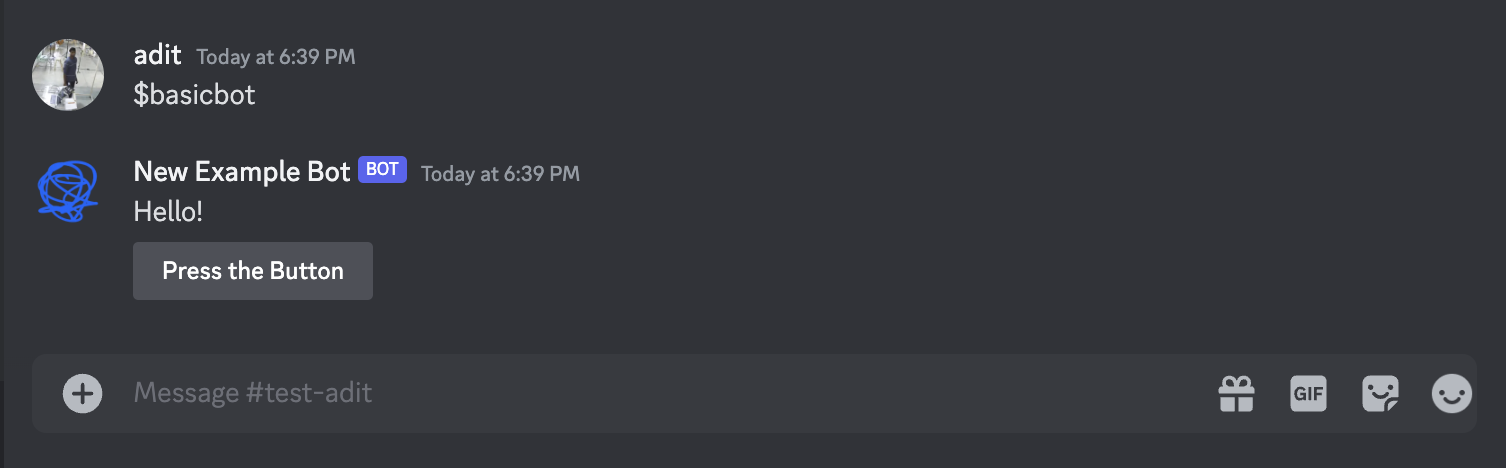 adit Today at 6:39 PM
$basicbot
New Example Bot BOT Today at 6:39 PM
Hello!
Press the Button
Message #test-adit
GIF